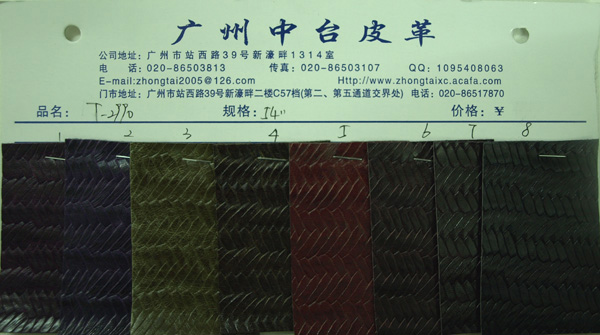 广州中台皮革
公司地址：广州市站西路39号新濠畔1314室
电 话：020-86503813 传真：020-86503107 QQ：1095408063
E-mail:zhongtai2005@126.com Http://www.zhongtaixc.acafa.com
门市地址：广州市站西路39号新濠畔二楼C57档(第二、第五通道交界处) 电话：020-86517870
品名： T-2990 规格： 54" 价格：￥
1 2 3 4 5 6 7 8